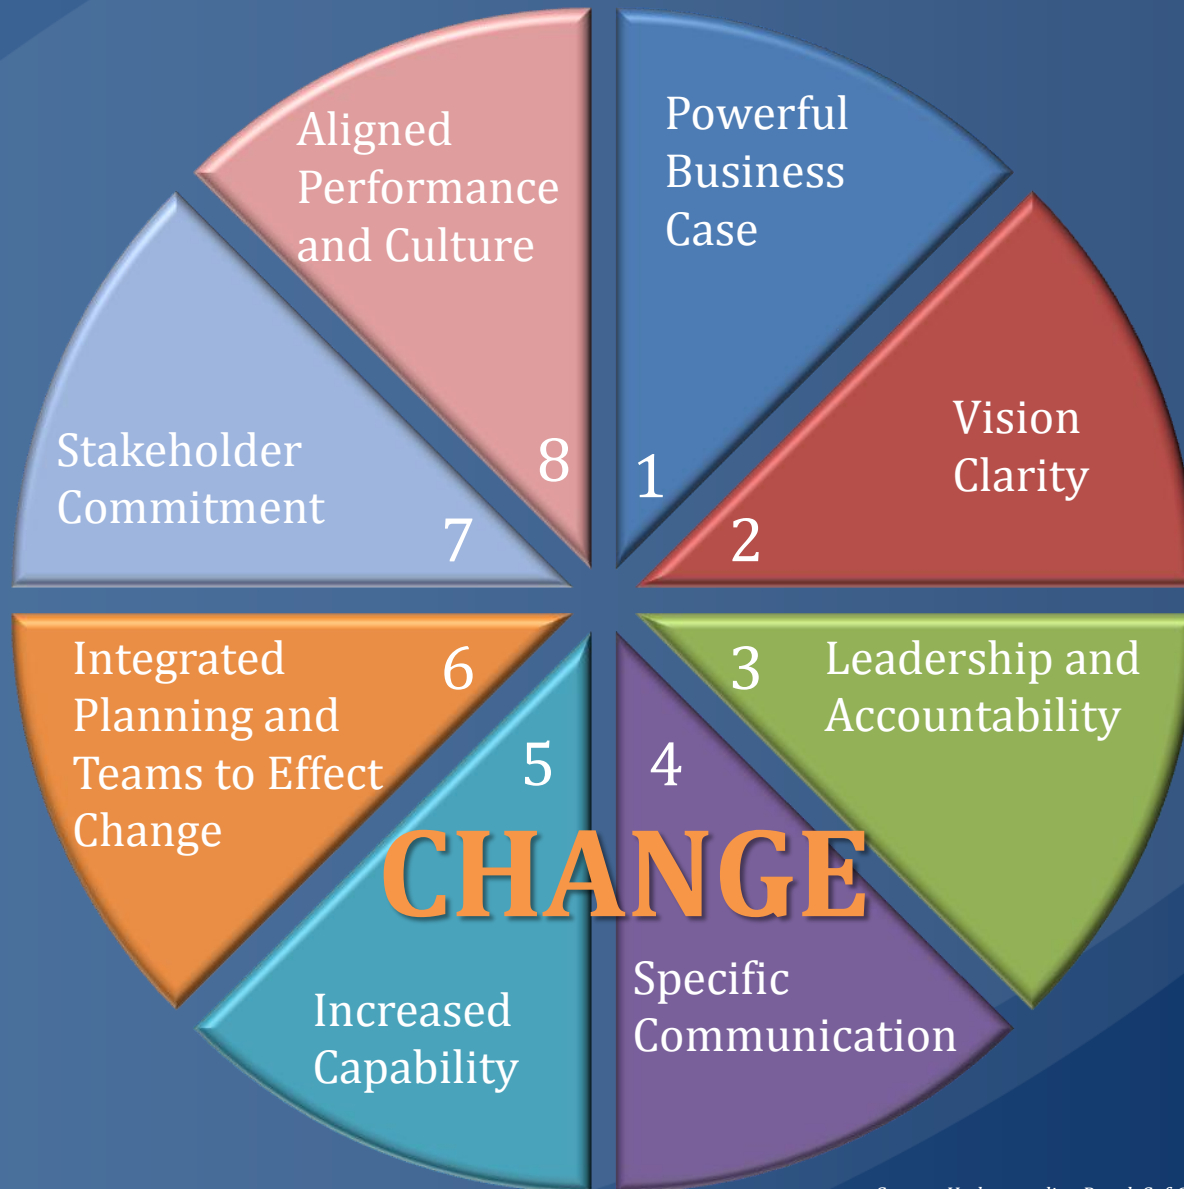 Powerful
Business
Case
1
Vision
Clarity
2
3
Leadership and
Accountability
4
Specific
Communication
5
Increased
Capability
6
Integrated
Planning and
Teams to Effect
Change
7
Stakeholder
Commitment
8
Aligned
Performance
and Culture
CHANGE